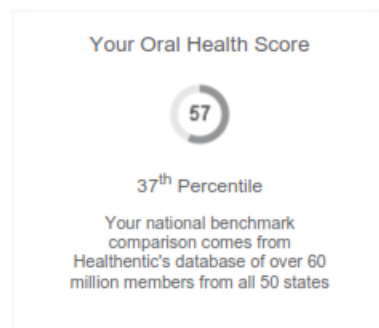 Your Oral Health Score
57
37th Percentile
Your national benchmark
comparison comes from
Healthentic's database of over 60
million members from all 50 states